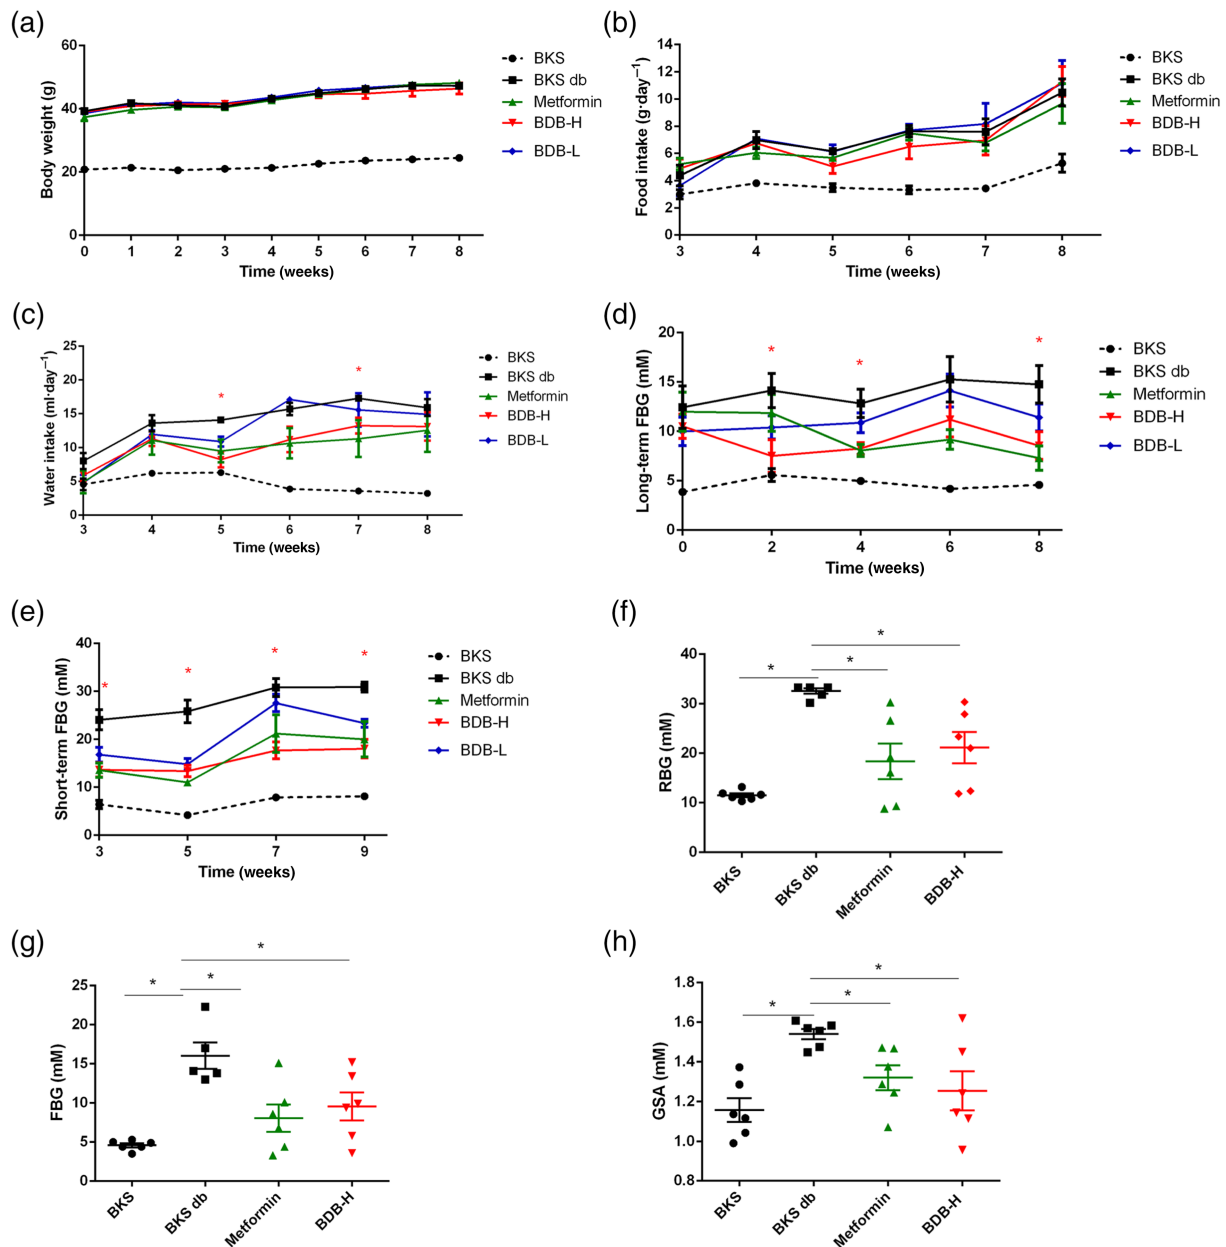 (a)
Body weight (g)
60
40
20
0
0 1 2 3 4 5 6 7 8
Time (weeks)
BKS
BKS db
Metformin
BDB-H
BDB-L
(b)
Food intake (g·day⁻¹)
14
12
10
8
6
4
2
0
3 4 5 6 7 8
Time (weeks)
BKS
BKS db
Metformin
BDB-H
BDB-L
(c)
Water intake (ml·day⁻¹)
25
20
15
10
5
0
3 4 5 6 7 8
Time (weeks)
* *
BKS
BKS db
Metformin
BDB-H
BDB-L
(d)
Long-term FBG (mM)
20
15
10
5
0
0 2 4 6 8
Time (weeks)
* * *
BKS
BKS db
Metformin
BDB-H
BDB-L
(e)
Short-term FBG (mM)
40
30
20
10
0
3 5 7 9
Time (weeks)
* * * *
BKS
BKS db
Metformin
BDB-H
BDB-L
(f)
RBG (mM)
40
30
20
10
0
* * *
BKS BKS db Metformin BDB-H
(g)
FBG (mM)
25
20
15
10
5
0
* * *
BKS BKS db Metformin BDB-H
(h)
GSA (mM)
1.8
1.6
1.4
1.2
1.0
0.8
* * *
BKS BKS db Metformin BDB-H